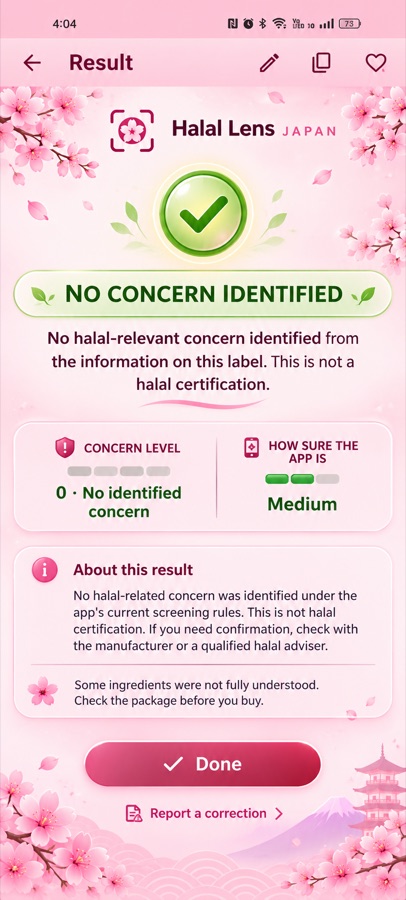 4:04
Vo LTED 5G 73
Result
Halal Lens JAPAN
NO CONCERN IDENTIFIED
No halal-relevant concern identified from
the information on this label. This is not a
halal certification.
CONCERN LEVEL
0 · No identified
concern
HOW SURE THE
APP IS
Medium
About this result
No halal-related concern was identified under the
app's current screening rules. This is not halal
certification. If you need confirmation, check with
the manufacturer or a qualified halal adviser.
Some ingredients were not fully understood.
Check the package before you buy.
Done
Report a correction